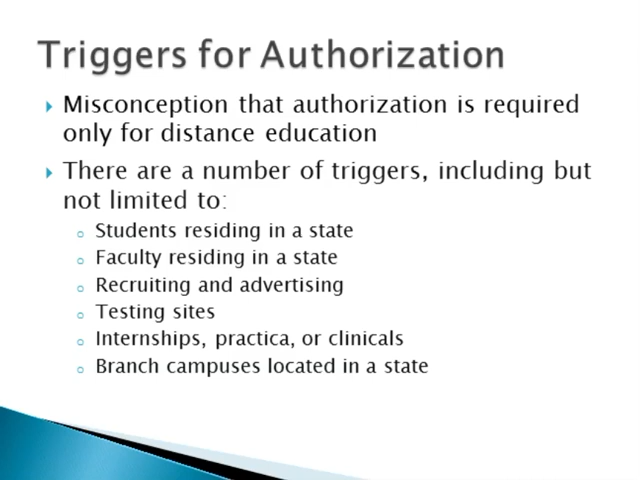 Triggers for Authorization
Misconception that authorization is required
only for distance education
There are a number of triggers, including but
not limited to:
Students residing in a state
Faculty residing in a state
Recruiting and advertising
Testing sites
Internships, practica, or clinicals
Branch campuses located in a state